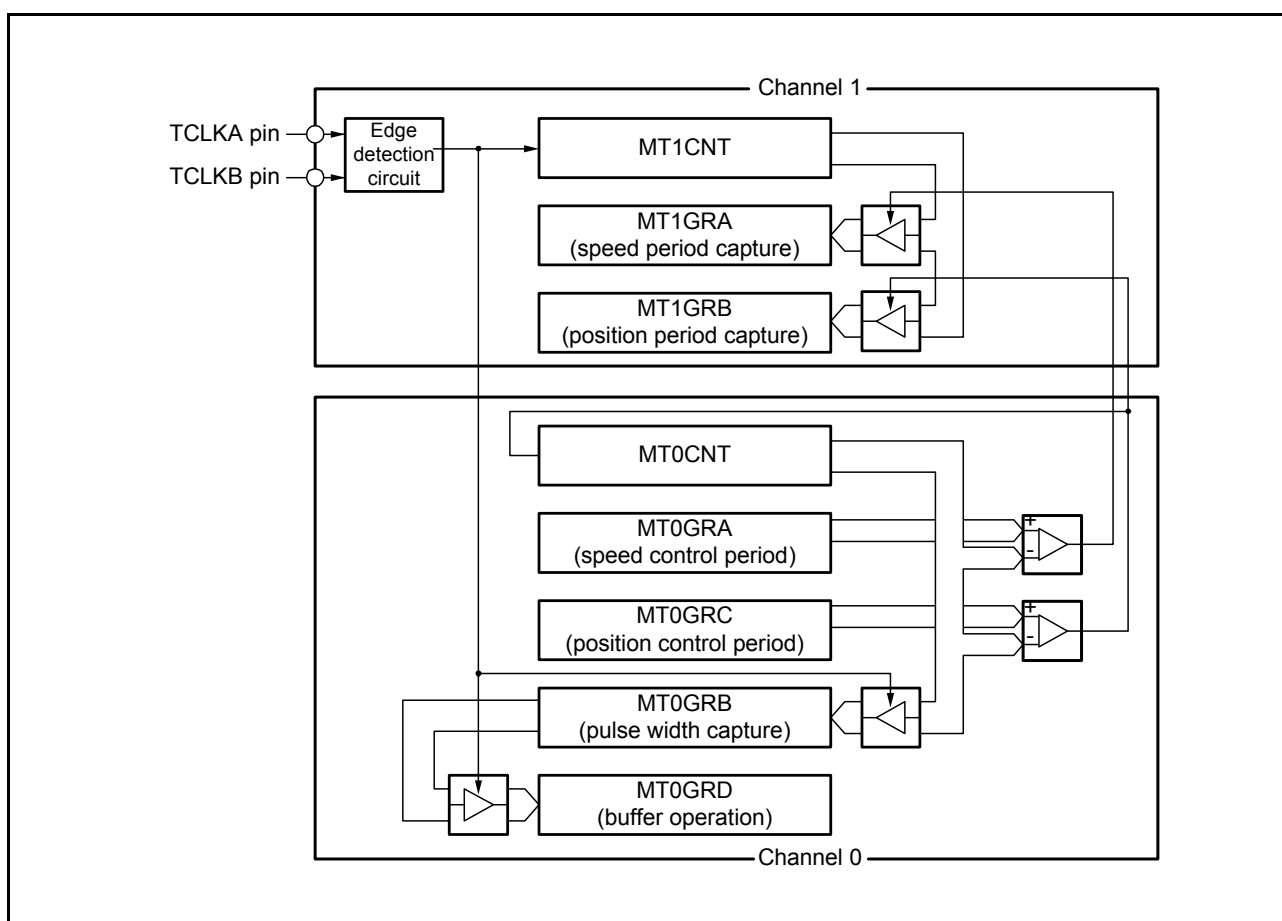 Channel 1
TCLKA pin
TCLKB pin
Edge
detection
circuit
MT1CNT
MT1GRA
(speed period capture)
MT1GRB
(position period capture)
MT0CNT
MT0GRA
(speed control period)
+
-
MT0GRC
(position control period)
+
-
MT0GRB
(pulse width capture)
MT0GRD
(buffer operation)
Channel 0